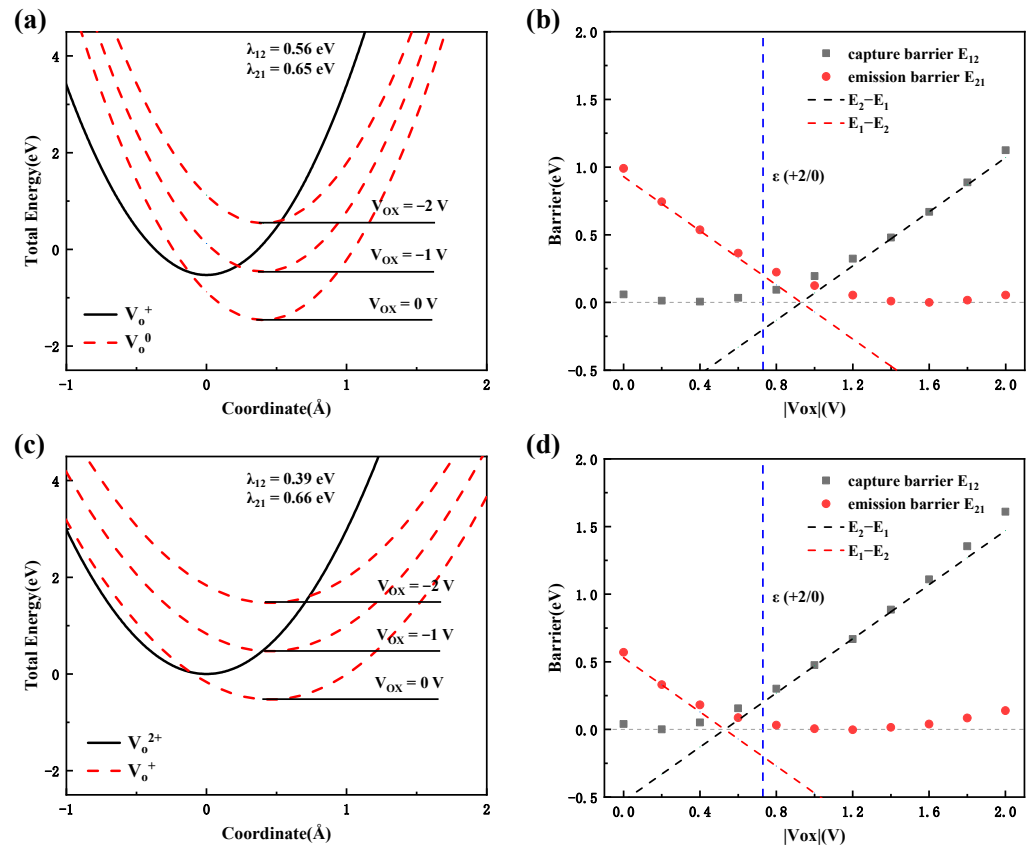 (a)
4
2
0
-2
-1
0
1
2
Total Energy(eV)
Coordinate(Å)
λ12 = 0.56 eV
λ21 = 0.65 eV
VOX = −2 V
VOX = −1 V
VOX = 0 V
Vo+
Vo0
(b)
2.0
1.5
1.0
0.5
0.0
-0.5
0.0
0.4
0.8
1.2
1.6
2.0
Barrier(eV)
|Vox|(V)
capture barrier E12
emission barrier E21
E2−E1
E1−E2
ε (+2/0)
(c)
4
2
0
-2
-1
0
1
2
Total Energy(eV)
Coordinate(Å)
λ12 = 0.39 eV
λ21 = 0.66 eV
VOX = −2 V
VOX = −1 V
VOX = 0 V
Vo2+
Vo+
(d)
2.0
1.5
1.0
0.5
0.0
-0.5
0.0
0.4
0.8
1.2
1.6
2.0
Barrier(eV)
|Vox|(V)
capture barrier E12
emission barrier E21
E2−E1
E1−E2
ε (+2/0)